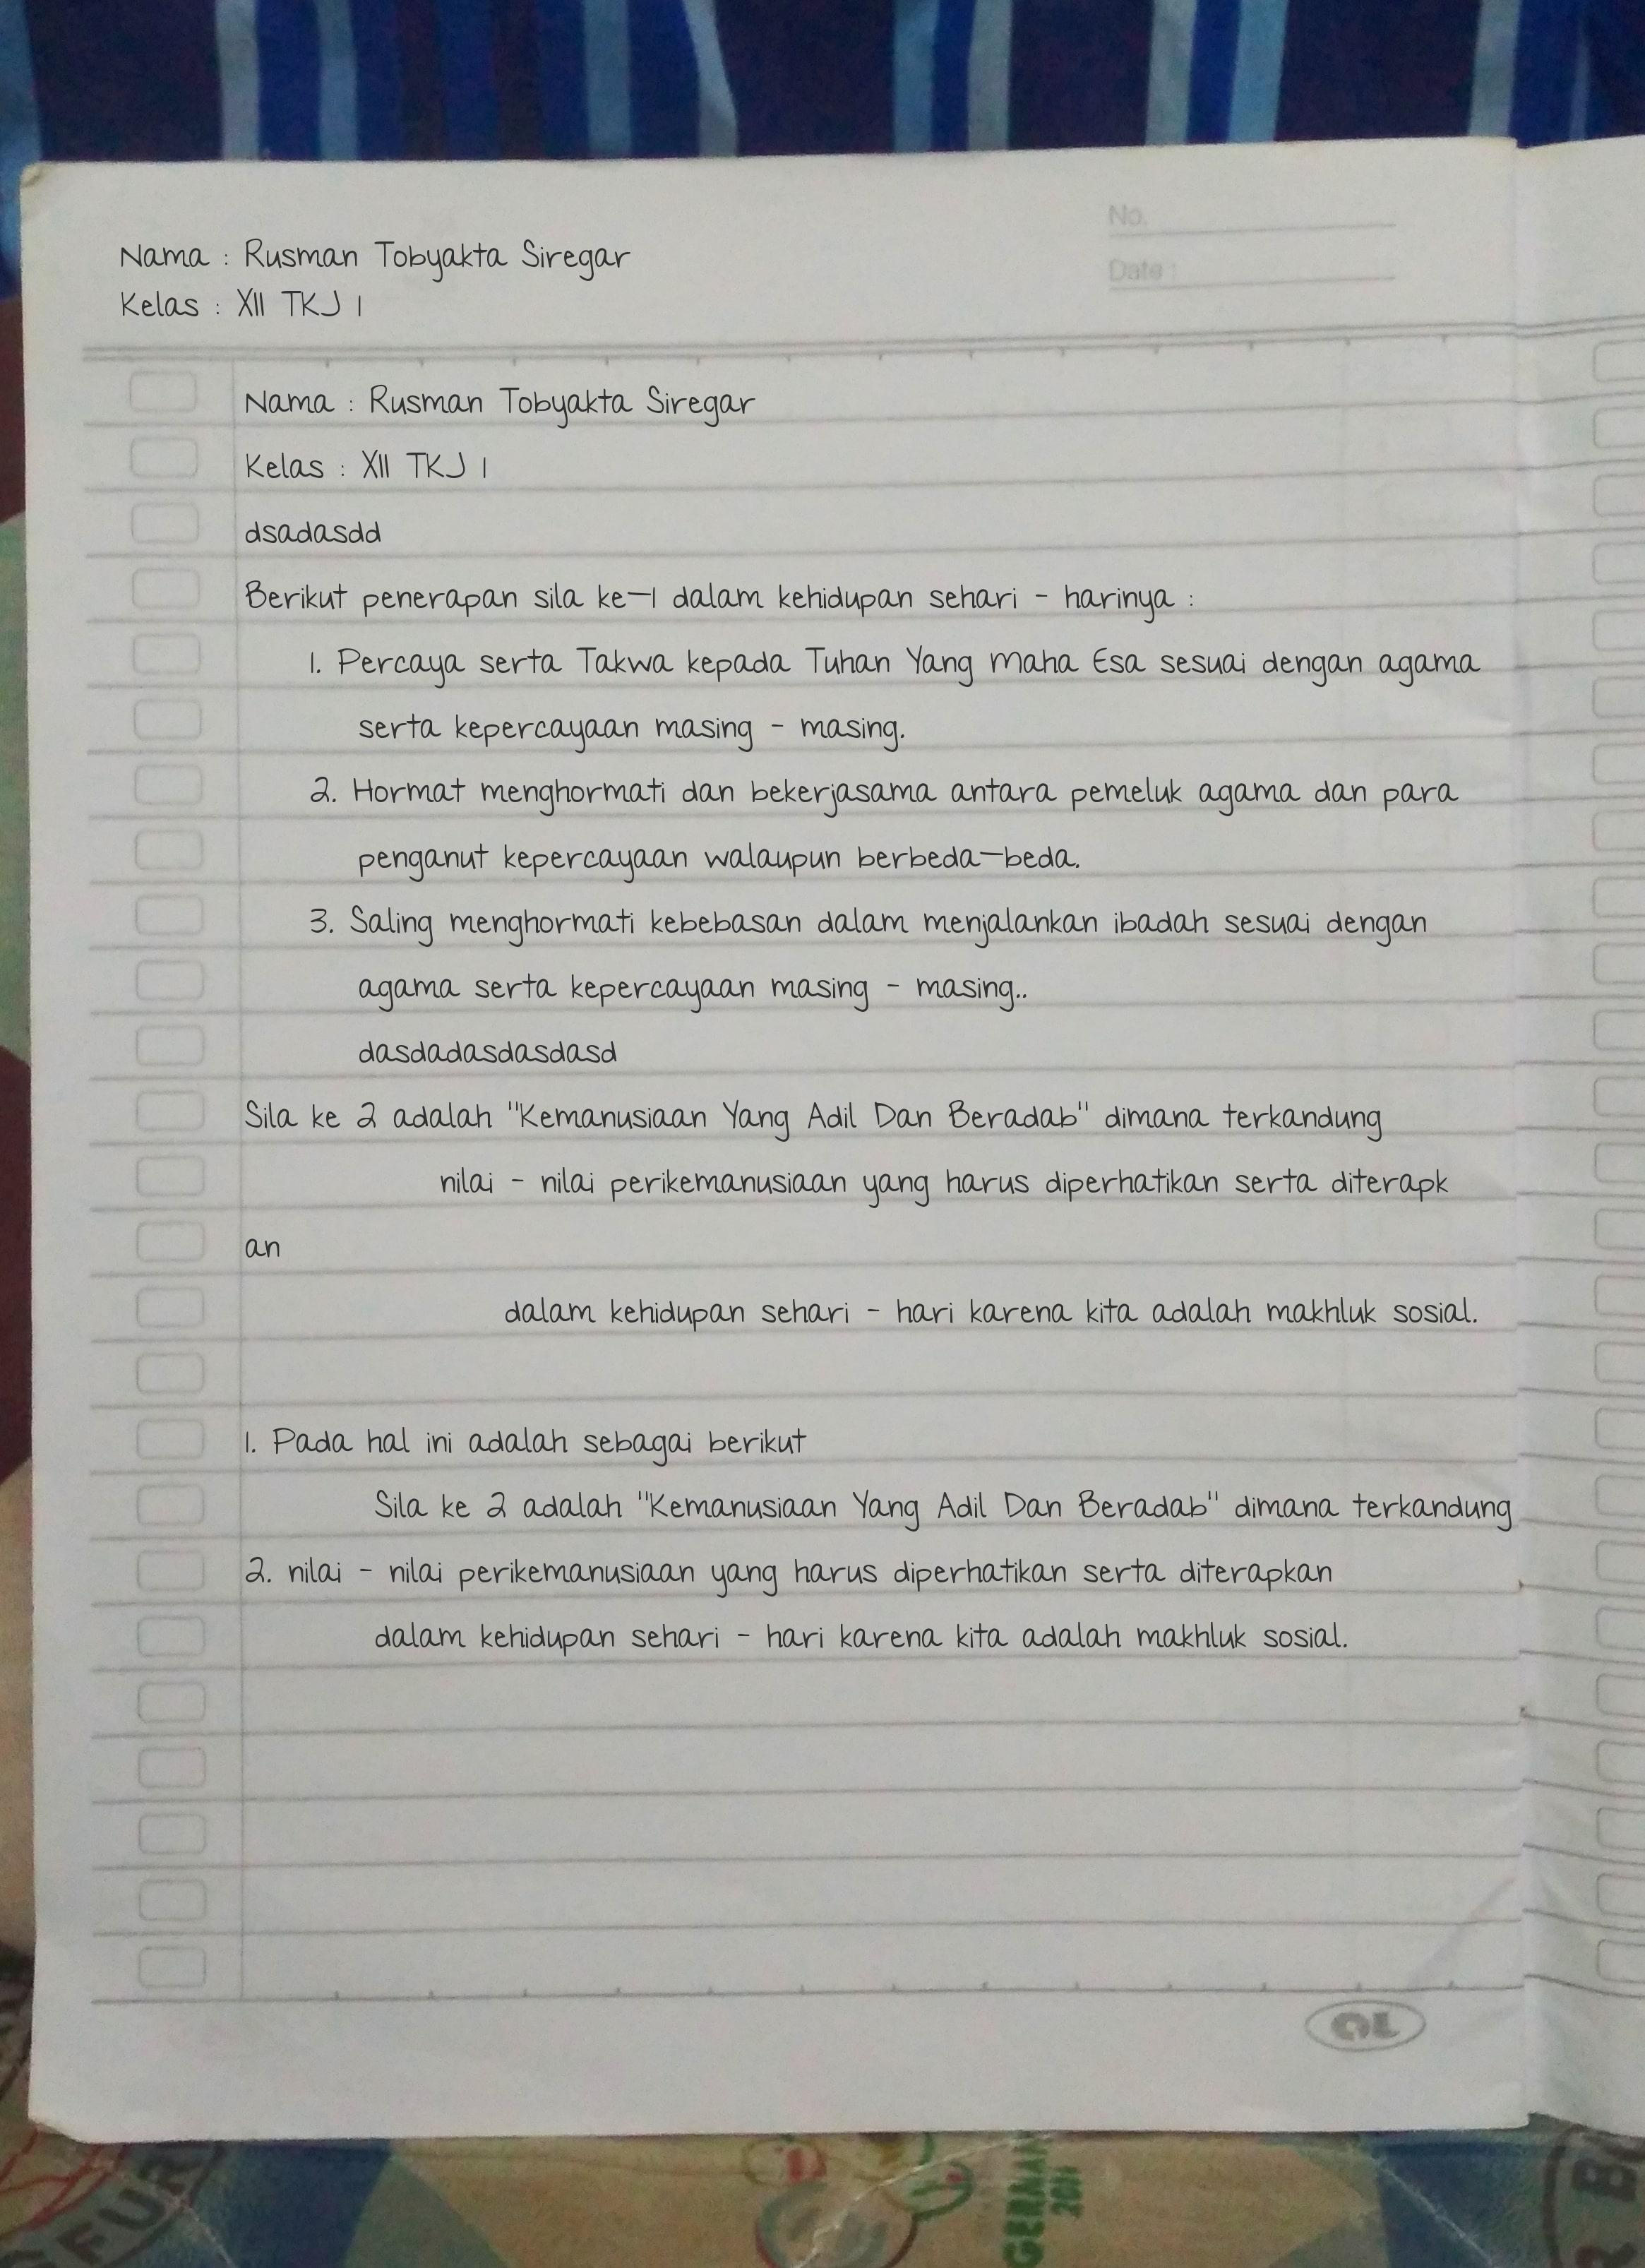 No.
Date :
Nama : Rusman Tobyakta Siregar
Kelas : XII TKJ 1
Nama : Rusman Tobyakta Siregar
Kelas : XII TKJ 1
dsadasdd
Berikut penerapan sila ke-1 dalam kehidupan sehari - harinya :
1. Percaya serta Takwa kepada Tuhan Yang Maha Esa sesuai dengan agama
serta kepercayaan masing - masing.
2. Hormat menghormati dan bekerjasama antara pemeluk agama dan para
penganut kepercayaan walaupun berbeda-beda.
3. Saling menghormati kebebasan dalam menjalankan ibadah sesuai dengan
agama serta kepercayaan masing - masing..
dasdadasdasdasd
Sila ke 2 adalah "Kemanusiaan Yang Adil Dan Beradab" dimana terkandung
nilai - nilai perikemanusiaan yang harus diperhatikan serta diterapk
an
dalam kehidupan sehari - hari karena kita adalah makhluk sosial.
1. Pada hal ini adalah sebagai berikut
Sila ke 2 adalah "Kemanusiaan Yang Adil Dan Beradab" dimana terkandung
2. nilai - nilai perikemanusiaan yang harus diperhatikan serta diterapkan
dalam kehidupan sehari - hari karena kita adalah makhluk sosial.
GERMAN
2011